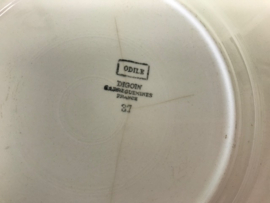 ODILE
DIGOIN
SARREGUEMINES
FRANCE
37